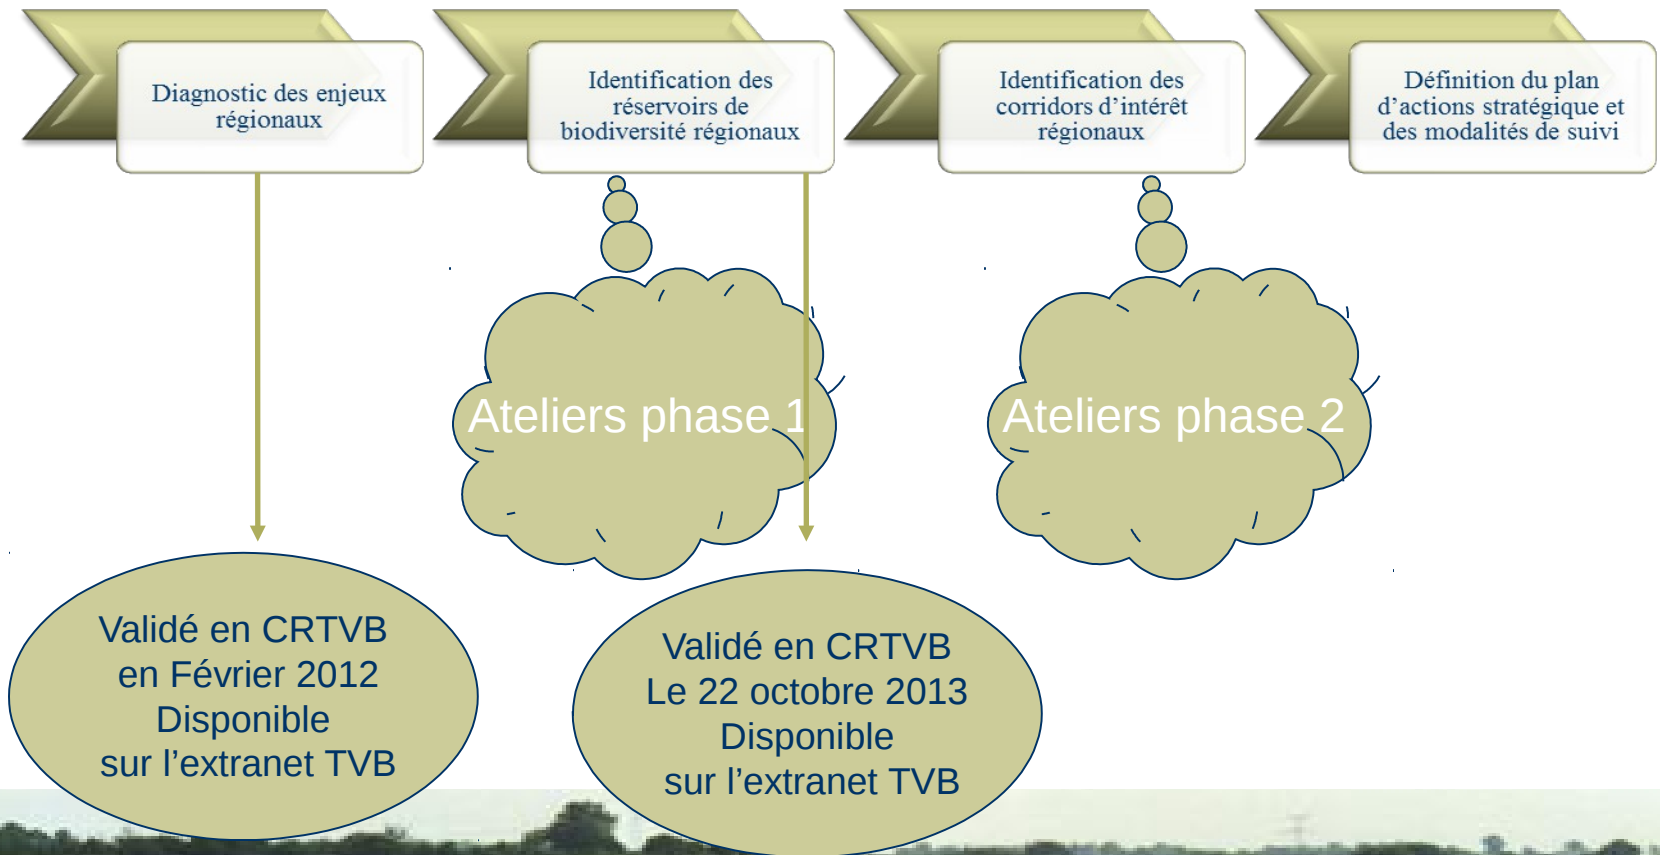 Diagnostic des enjeux
régionaux
Identification des
réservoirs de
biodiversité régionaux
Identification des
corridors d’intérêt
régionaux
Définition du plan
d’actions stratégique et
des modalités de suivi
Ateliers phase 1
Ateliers phase 2
Validé en CRTVB
en Février 2012
Disponible
sur l’extranet TVB
Validé en CRTVB
Le 22 octobre 2013
Disponible
sur l’extranet TVB